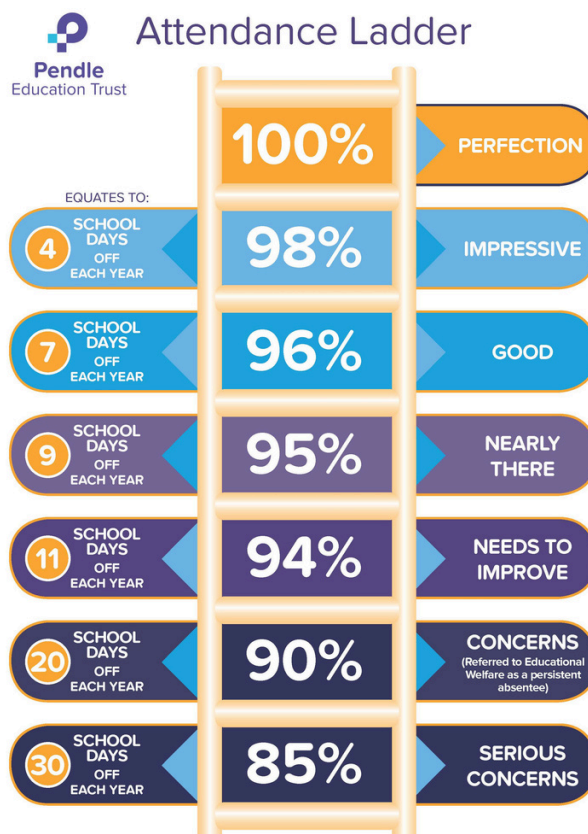 Attendance Ladder
Pendle
Education Trust
100%
PERFECTION
EQUATES TO:
4
SCHOOL
DAYS
OFF
EACH YEAR
98%
IMPRESSIVE
7
SCHOOL
DAYS
OFF
EACH YEAR
96%
GOOD
9
SCHOOL
DAYS
OFF
EACH YEAR
95%
NEARLY
THERE
11
SCHOOL
DAYS
OFF
EACH YEAR
94%
NEEDS TO
IMPROVE
20
SCHOOL
DAYS
OFF
EACH YEAR
90%
CONCERNS
(Referred to Educational
Welfare as a persistent
absentee)
30
SCHOOL
DAYS
OFF
EACH YEAR
85%
SERIOUS
CONCERNS